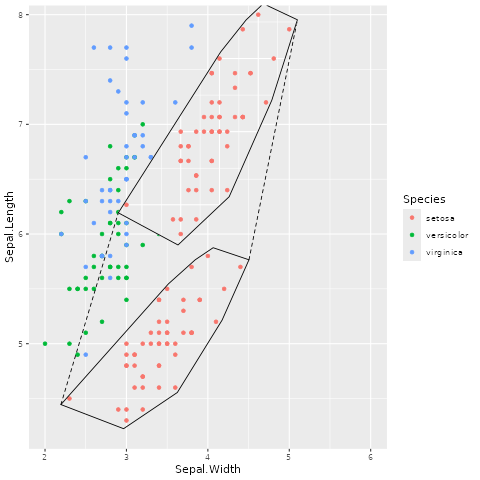 8
7
6
5
2
3
4
5
6
Sepal.Length
Sepal.Width
Species
setosa
versicolor
virginica